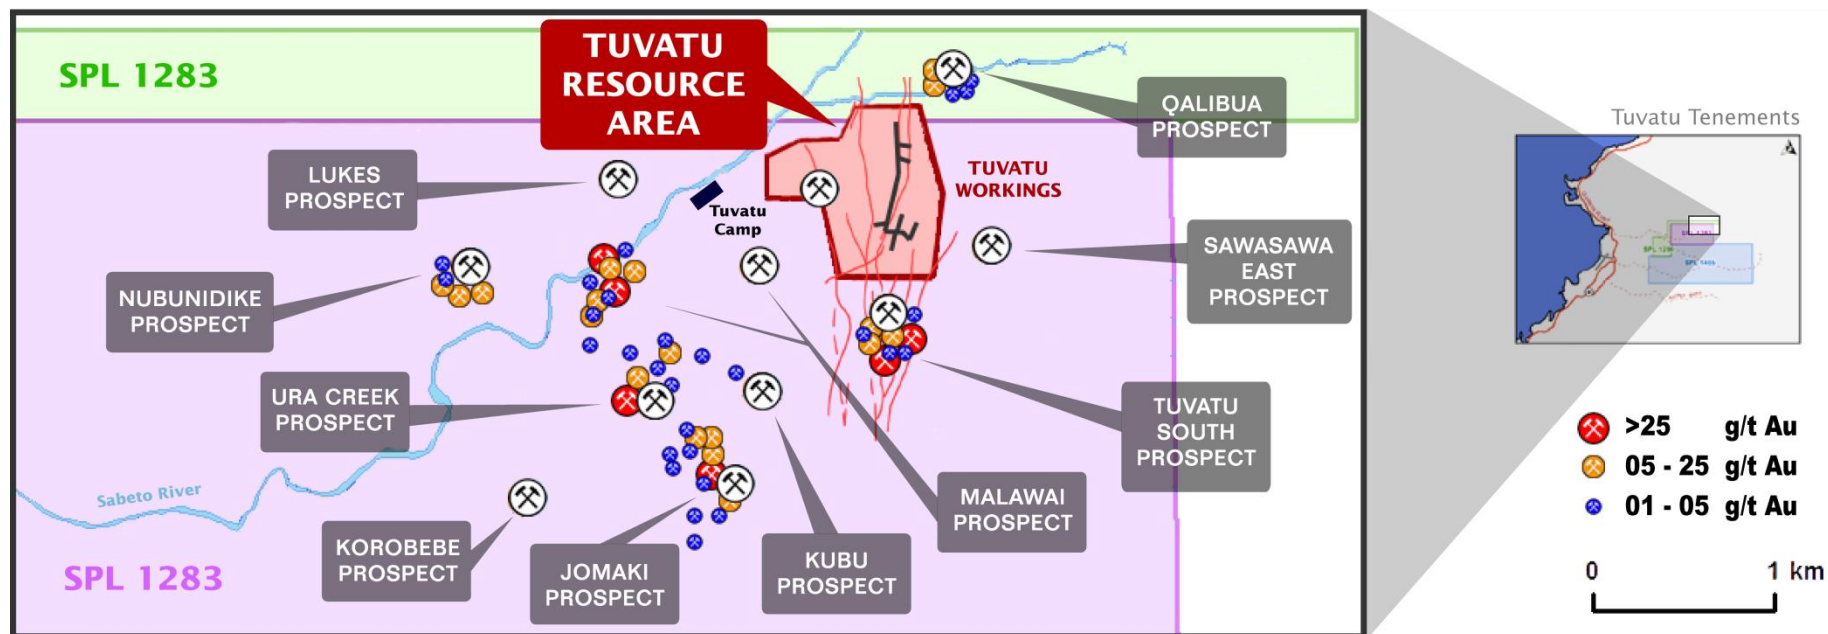 SPL 1283
TUVATU
RESOURCE
AREA
QALIBUA
PROSPECT
LUKES
PROSPECT
TUVATU
WORKINGS
Tuvatu
Camp
SAWASAWA
EAST
PROSPECT
NUBUNIDIKE
PROSPECT
URA CREEK
PROSPECT
TUVATU
SOUTH
PROSPECT
Sabeto River
MALAWAI
PROSPECT
KOROBEBE
PROSPECT
JOMAKI
PROSPECT
KUBU
PROSPECT
SPL 1283
Tuvatu Tenements
>25 g/t Au
05 - 25 g/t Au
01 - 05 g/t Au
0 1 km